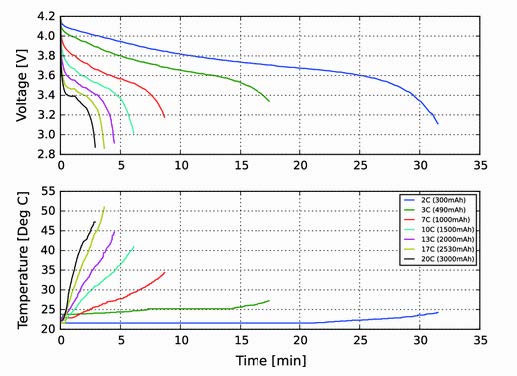 4.2
4.0
3.8
3.6
3.4
3.2
3.0
2.8
Voltage [V]
0 5 10 15 20 25 30 35
55
50
45
40
35
30
25
20
Temperature [Deg C]
2C (300mAh)
3C (490mAh)
7C (1000mAh)
10C (1500mAh)
13C (2000mAh)
17C (2530mAh)
20C (3000mAh)
0 5 10 15 20 25 30 35
Time [min]